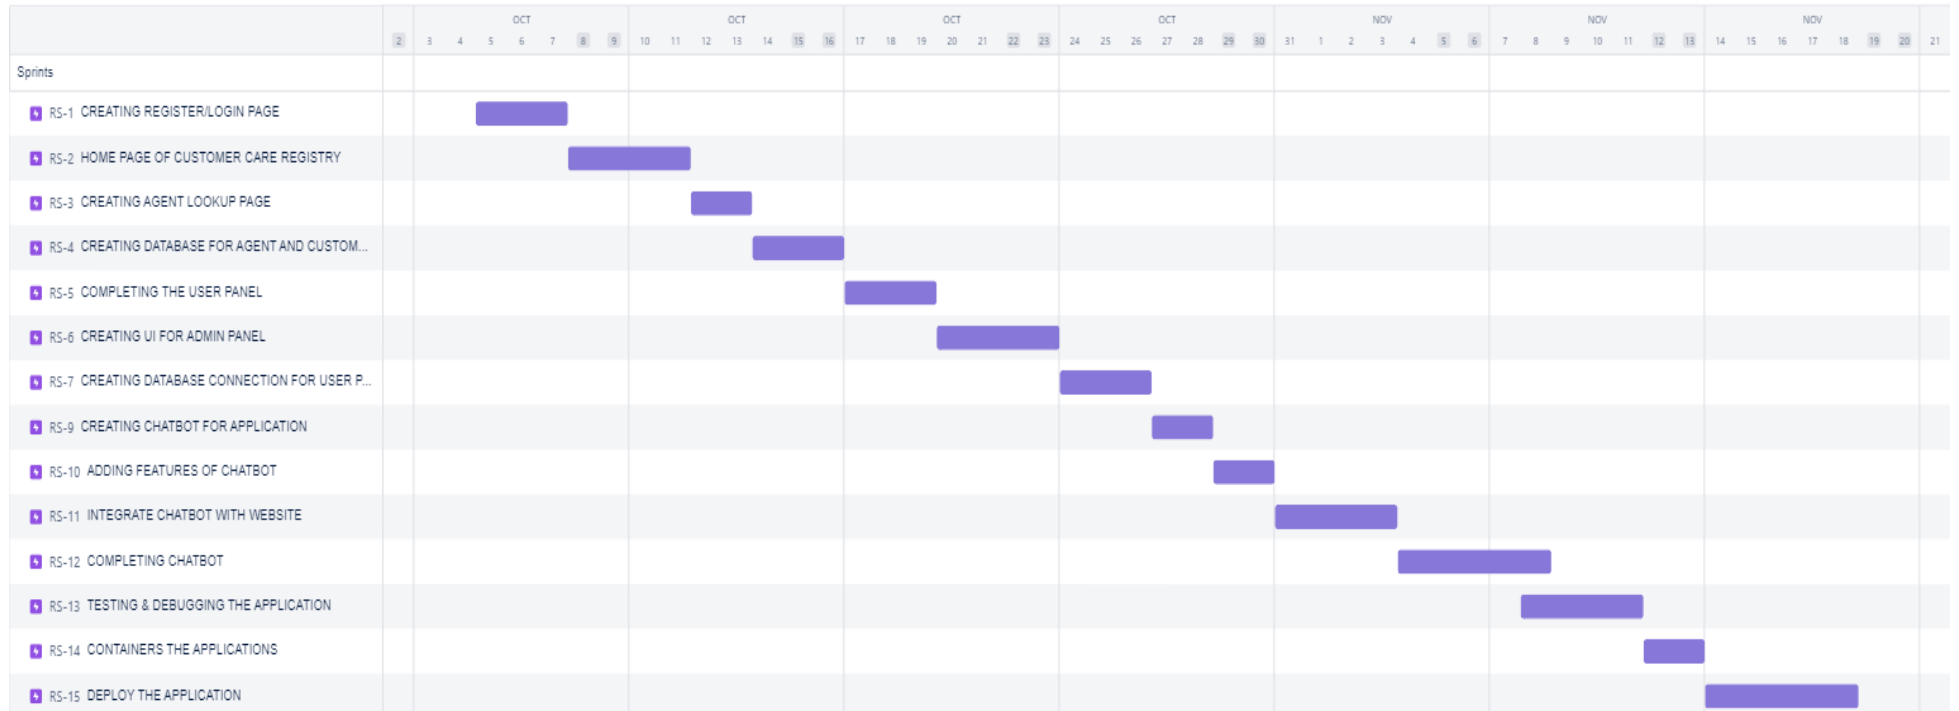 OCT OCT OCT OCT NOV NOV NOV
2 3 4 5 6 7 8 9 10 11 12 13 14 15 16 17 18 19 20 21 22 23 24 25 26 27 28 29 30 31 1 2 3 4 5 6 7 8 9 10 11 12 13 14 15 16 17 18 19 20 21
Sprints
RS-1 CREATING REGISTER/LOGIN PAGE
RS-2 HOME PAGE OF CUSTOMER CARE REGISTRY
RS-3 CREATING AGENT LOOKUP PAGE
RS-4 CREATING DATABASE FOR AGENT AND CUSTOM...
RS-5 COMPLETING THE USER PANEL
RS-6 CREATING UI FOR ADMIN PANEL
RS-7 CREATING DATABASE CONNECTION FOR USER P...
RS-9 CREATING CHATBOT FOR APPLICATION
RS-10 ADDING FEATURES OF CHATBOT
RS-11 INTEGRATE CHATBOT WITH WEBSITE
RS-12 COMPLETING CHATBOT
RS-13 TESTING & DEBUGGING THE APPLICATION
RS-14 CONTAINERS THE APPLICATIONS
RS-15 DEPLOY THE APPLICATION